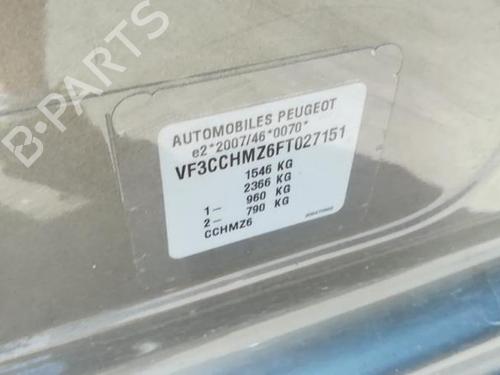 B-PARTS
AUTOMOBILES PEUGEOT
e2*2007/46*0070*
VF3CCHMZ6FT027151
1546 KG
2366 KG
1— 960 KG
2— 790 KG
CCHMZ6